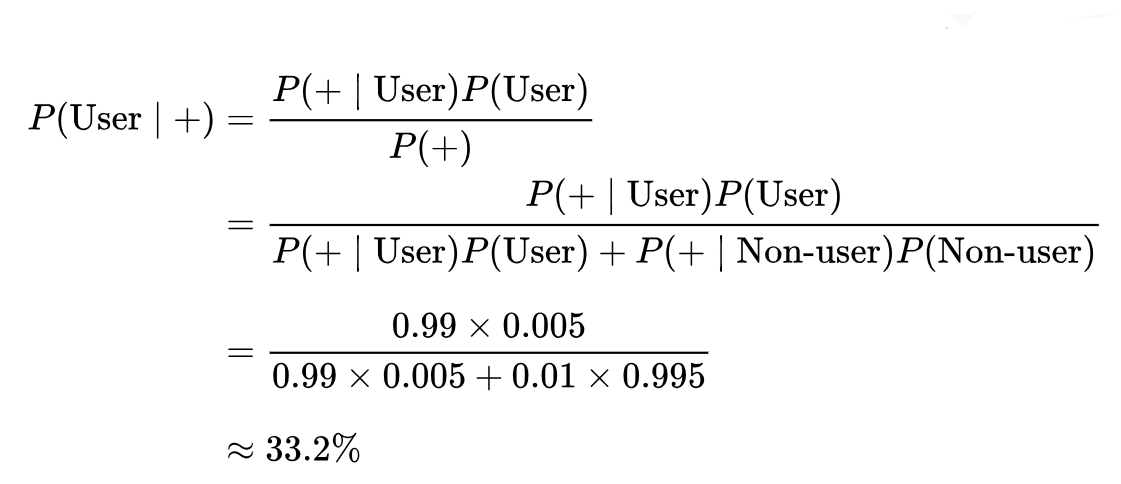 P(User | +) = P(+ | User)P(User) / P(+)
= P(+ | User)P(User) / P(+ | User)P(User) + P(+ | Non-user)P(Non-user)
= 0.99 × 0.005 / 0.99 × 0.005 + 0.01 × 0.995
≈ 33.2%